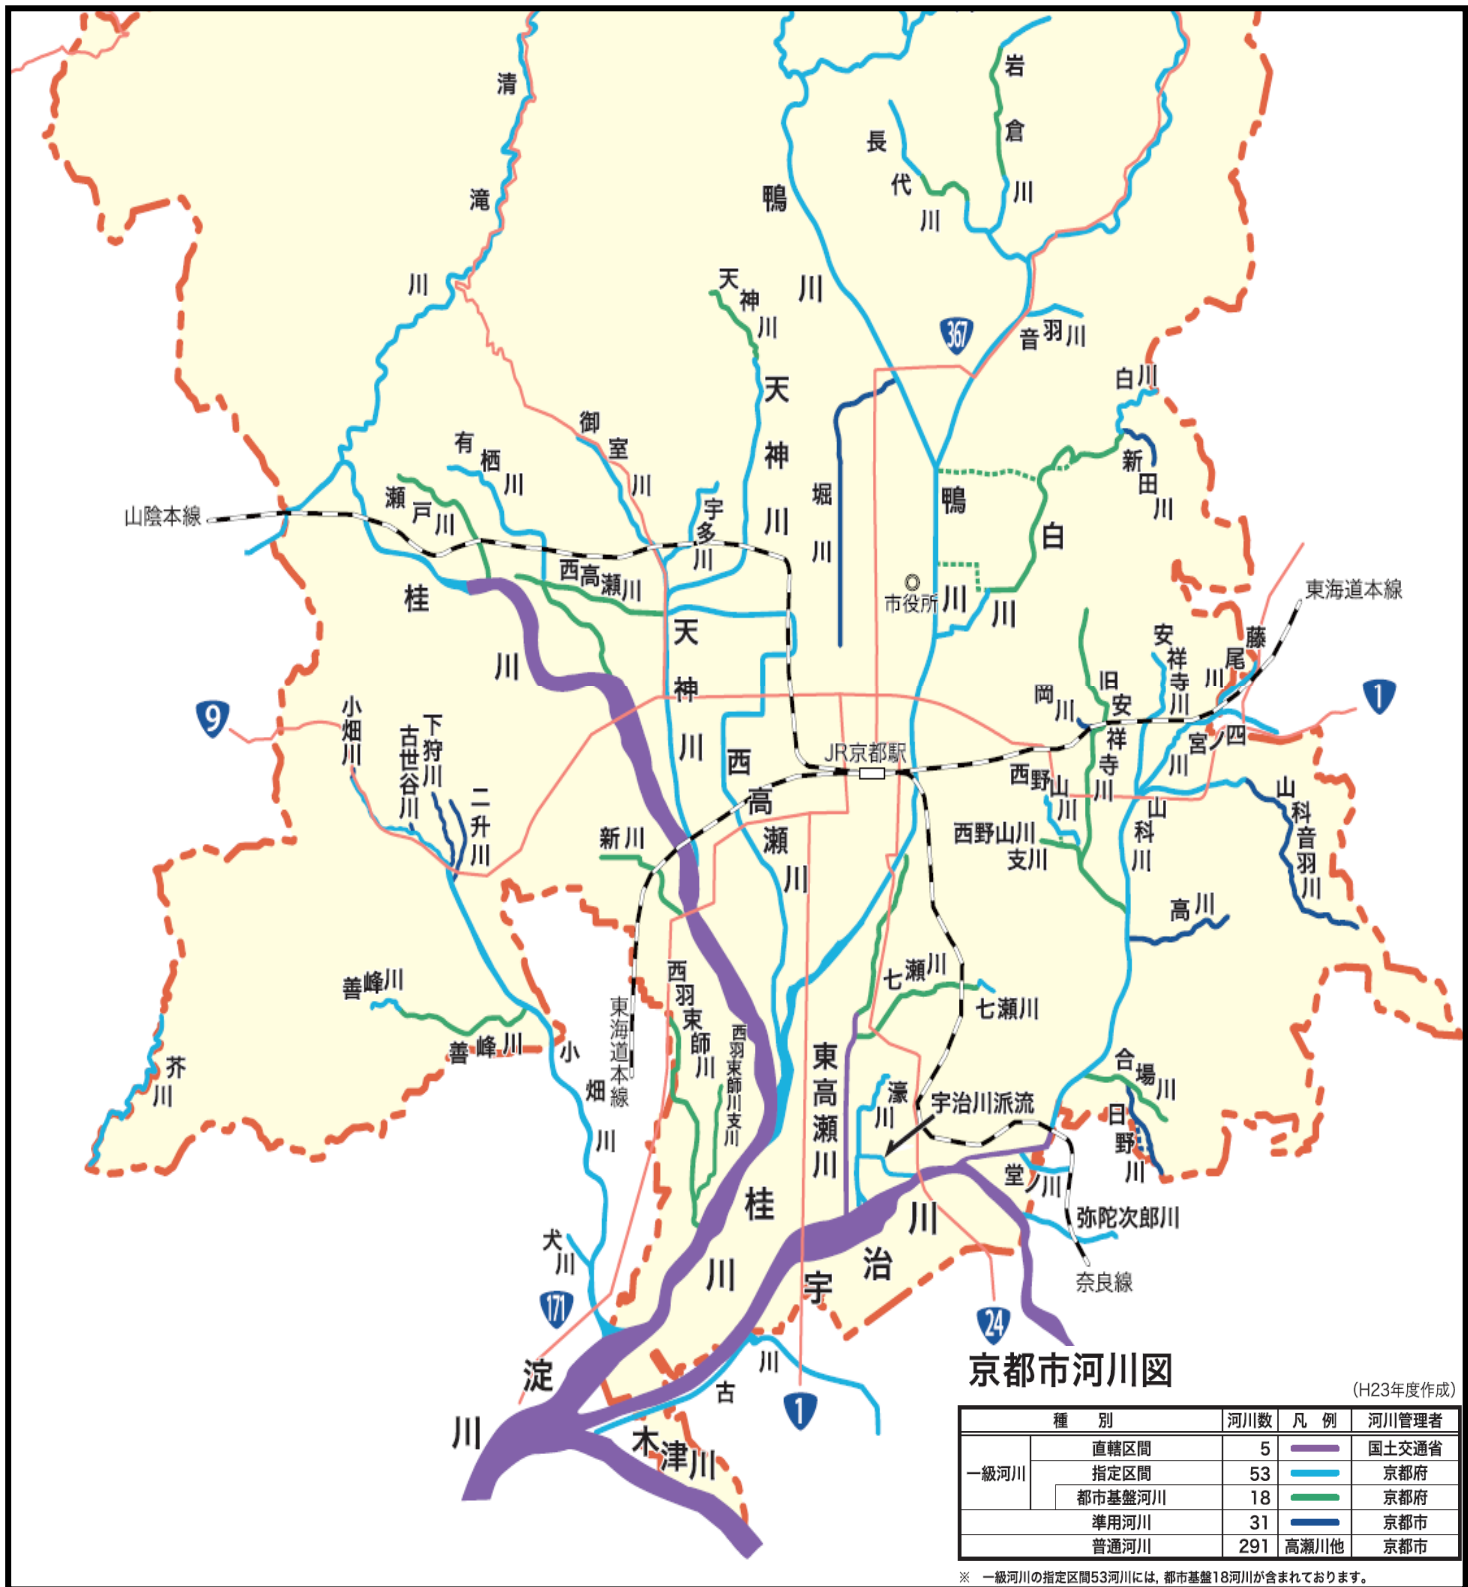 清滝川
岩倉川
長代川
鴨川
天神川
天神川
367
音羽川
白川
新田川
御室川
有栖川
瀬戸川
宇多川
堀川
鴨川
白川
山陰本線
西高瀬川
市役所
桂川
天神川
東海道本線
藤尾川
安祥寺川
旧安祥寺川
岡川
四ノ宮川
1
9
小畑川
下狩川
古世谷川
二升川
西高瀬川
JR京都駅
西野山川
西野山川支川
山科川
山科音羽川
新川
高川
七瀬川
七瀬川
善峰川
善峰川
小畑川
東海道本線
西羽束師川
西羽束師川支川
東高瀬川
濠川
宇治川派流
合場川
日野川
堂ノ川
弥陀次郎川
奈良線
芥川
犬川
171
桂川
宇治川
24
1
淀川
古川
木津川
京都市河川図
(H23年度作成)
種 別 河川数 凡 例 河川管理者
一級河川 直轄区間 5 国土交通省
指定区間 53 京都府
都市基盤河川 18 京都府
準用河川 31 京都市
普通河川 291 高瀬川他 京都市
※ 一級河川の指定区間53河川には, 都市基盤18河川が含まれております。